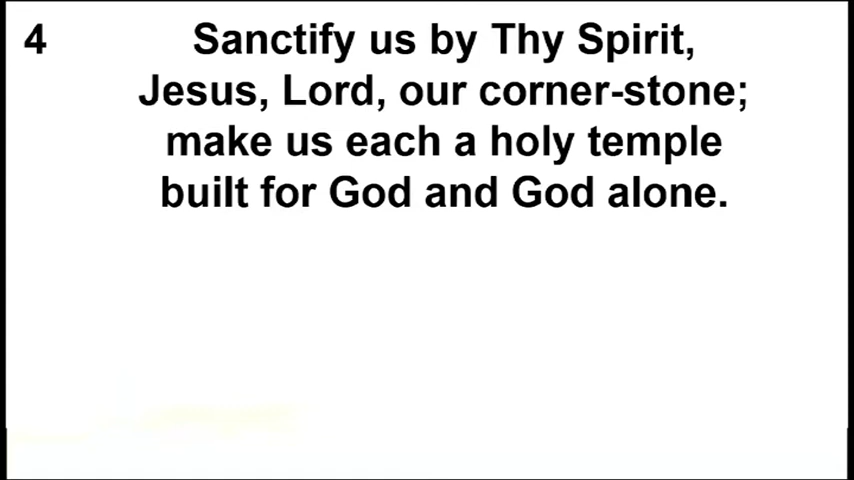 4
Sanctify us by Thy Spirit,
Jesus, Lord, our corner-stone;
make us each a holy temple
built for God and God alone.